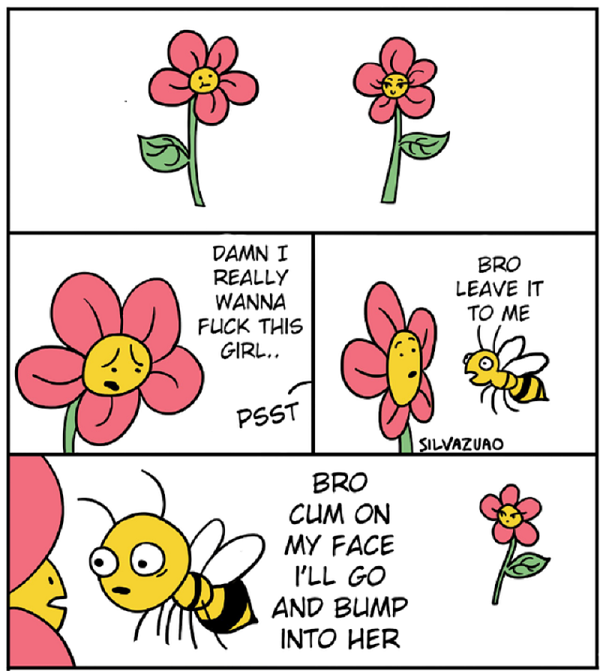 DAMN I
REALLY
WANNA
FUCK THIS
GIRL..
PSST
BRO
LEAVE IT
TO ME
SILVAZUAO
BRO
CUM ON
MY FACE
I'LL GO
AND BUMP
INTO HER